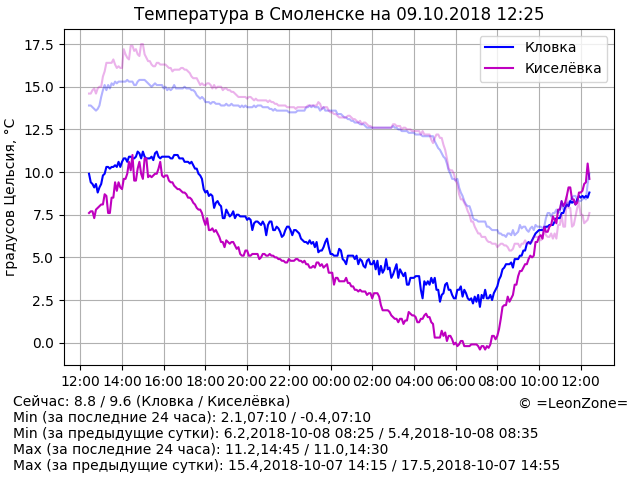 Температура в Смоленске на 09.10.2018 12:25
17.5
15.0
12.5
10.0
7.5
5.0
2.5
0.0
градусов Цельсия, °C
Кловка
Киселёвка
12:00 14:00 16:00 18:00 20:00 22:00 00:00 02:00 04:00 06:00 08:00 10:00 12:00
Сейчас: 8.8 / 9.6 (Кловка / Киселёвка)
© =LeonZone=
Min (за последние 24 часа): 2.1,07:10 / -0.4,07:10
Min (за предыдущие сутки): 6.2,2018-10-08 08:25 / 5.4,2018-10-08 08:35
Max (за последние 24 часа): 11.2,14:45 / 11.0,14:30
Max (за предыдущие сутки): 15.4,2018-10-07 14:15 / 17.5,2018-10-07 14:55